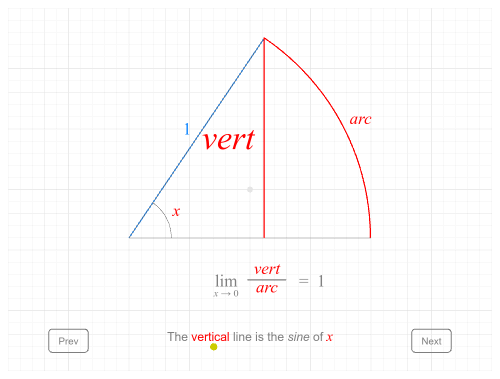 1
vert
arc
x
lim x → 0 vert / arc = 1
Prev
The vertical line is the sine of x
Next